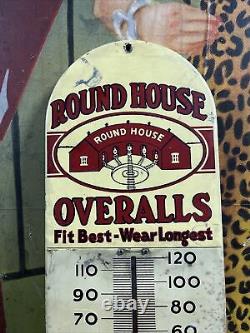 ROUND HOUSE
ROUND HOUSE
OVERALLS
Fit Best-Wear Longest
110 120
90 100
70 80
60